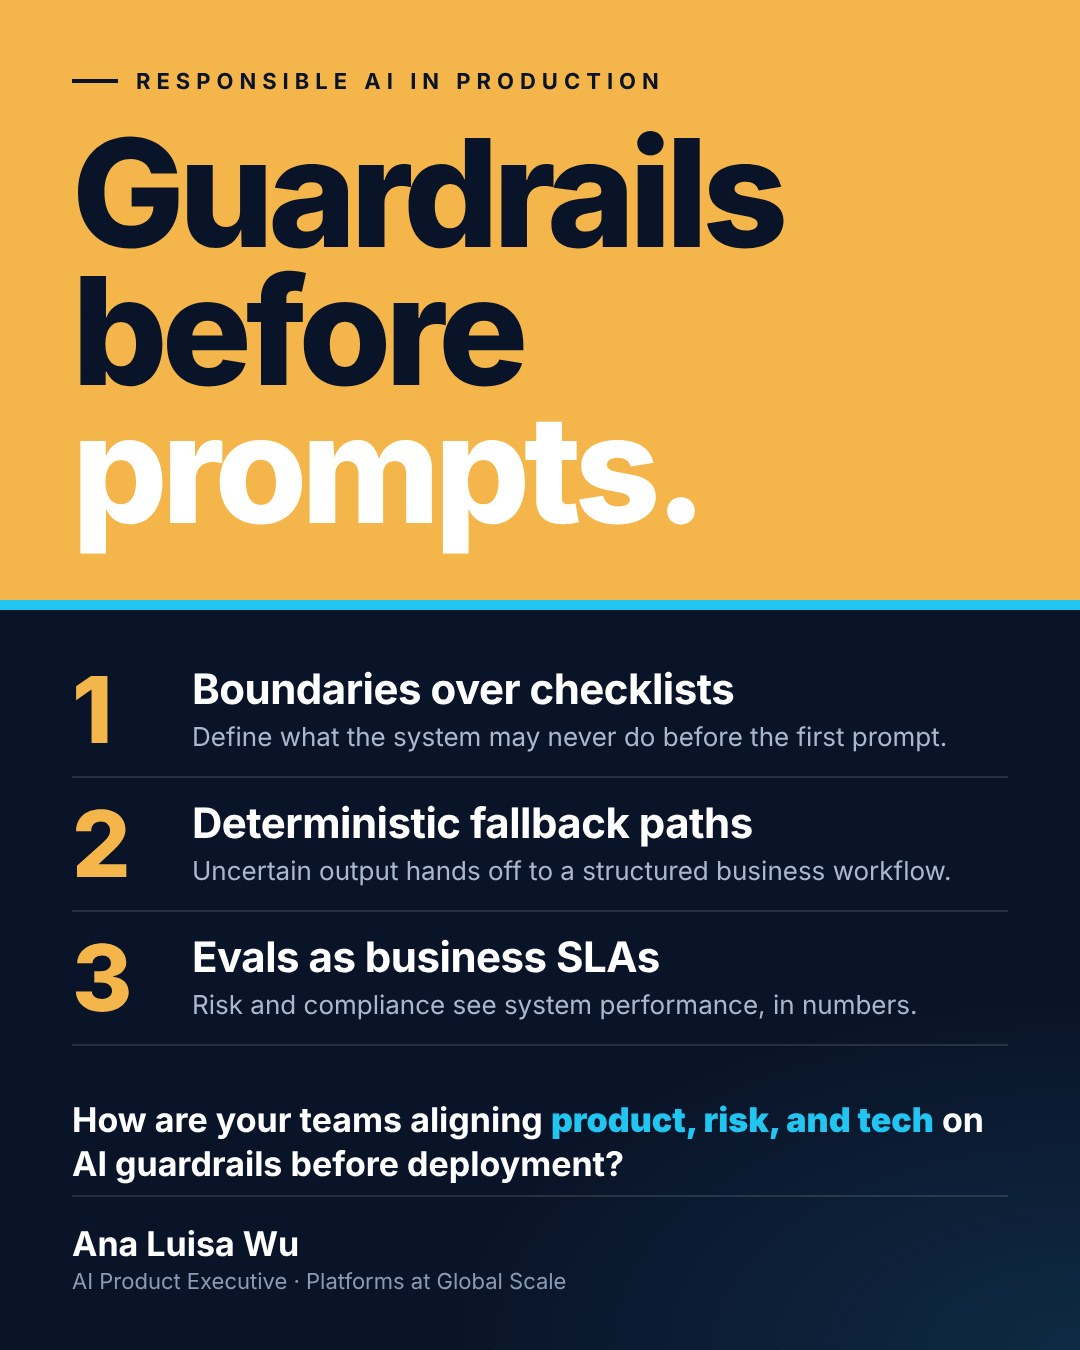 RESPONSIBLE AI IN PRODUCTION
Guardrails
before
prompts.
1
Boundaries over checklists
Define what the system may never do before the first prompt.
2
Deterministic fallback paths
Uncertain output hands off to a structured business workflow.
3
Evals as business SLAs
Risk and compliance see system performance, in numbers.
How are your teams aligning product, risk, and tech on
AI guardrails before deployment?
Ana Luisa Wu
AI Product Executive · Platforms at Global Scale